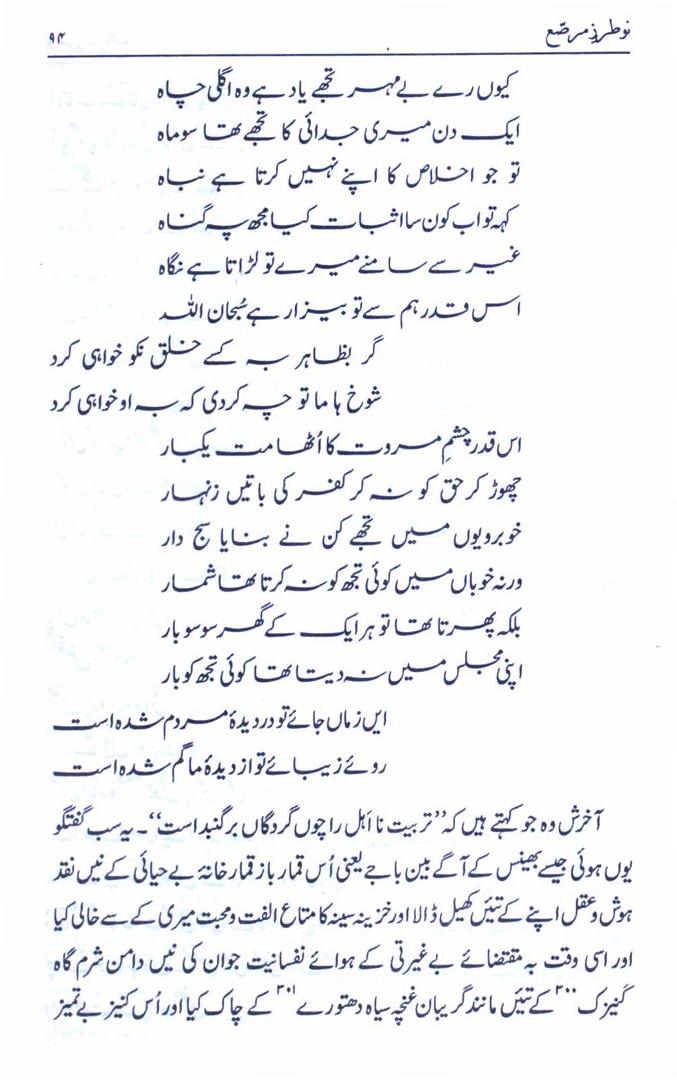 نو طرزِ مرصّع
۹۴
کیوں رے بے مہر تجھے یاد ہے وہ اگلی چاہ
ایک دن میری جدائی کا تجھے تھا سو ماہ
تو جو اخلاص کا اپنے نہیں کرتا ہے نباہ
کہہ تو اب کون سا اثبات کیا مجھ پہ گناہ
غیر سے سامنے میرے تو لڑاتا ہے نگاہ
اس قدر ہم سے تو بیزار ہے سُبحان اللہ
گر بظاہر بہ کسے خلق نکو خواہی کرد
شوخ ہا ما تو چہ کردی کہ بہ او خواہی کرد
اس قدر چشمِ مروت کا اُٹھا مت یکبار
چھوڑ کر حق کو نہ کر کفر کی باتیں زنہار
خوبرویوں میں تجھے کن نے بنایا سج دار
ورنہ خوباں میں کوئی تجھ کو نہ کرتا تھا شمار
بلکہ پھرتا تھا تو ہر ایک کے گھر سو سو بار
اپنی مجلس میں نہ دیتا تھا کوئی تجھ کو بار
ایں زماں جائے تو در دیدۂ مردم شدہ است
روئے زیبائے تو از دیدۂ ما گم شدہ است
آخرش وہ جو کہتے ہیں کہ ”تربیت نا اَہل را چوں گردگاں بر گنبد است“۔ یہ سب گفتگو
یوں ہوئی جیسے بھینس کے آگے بین باجے یعنی اُس قمار باز قمار خانۂ بے حیائی کے نیں نقد
ہوش و عقل اپنے کے تئیں کھیل ڈالا اور خزینہ سینہ کا متاع الفت و محبت میری کے سے خالی کیا
اور اسی وقت بہ مقتضائے بے غیرتی کے ہوائے نفسانیت جوان کی نیں دامن شرم گاہ
کَنیزک ۳۰۰ کے تئیں مانند گریبان غنچہ سیاہ دھتورے ۳۰۱ کے چاک کیا اور اُس کنیز بے تمیز